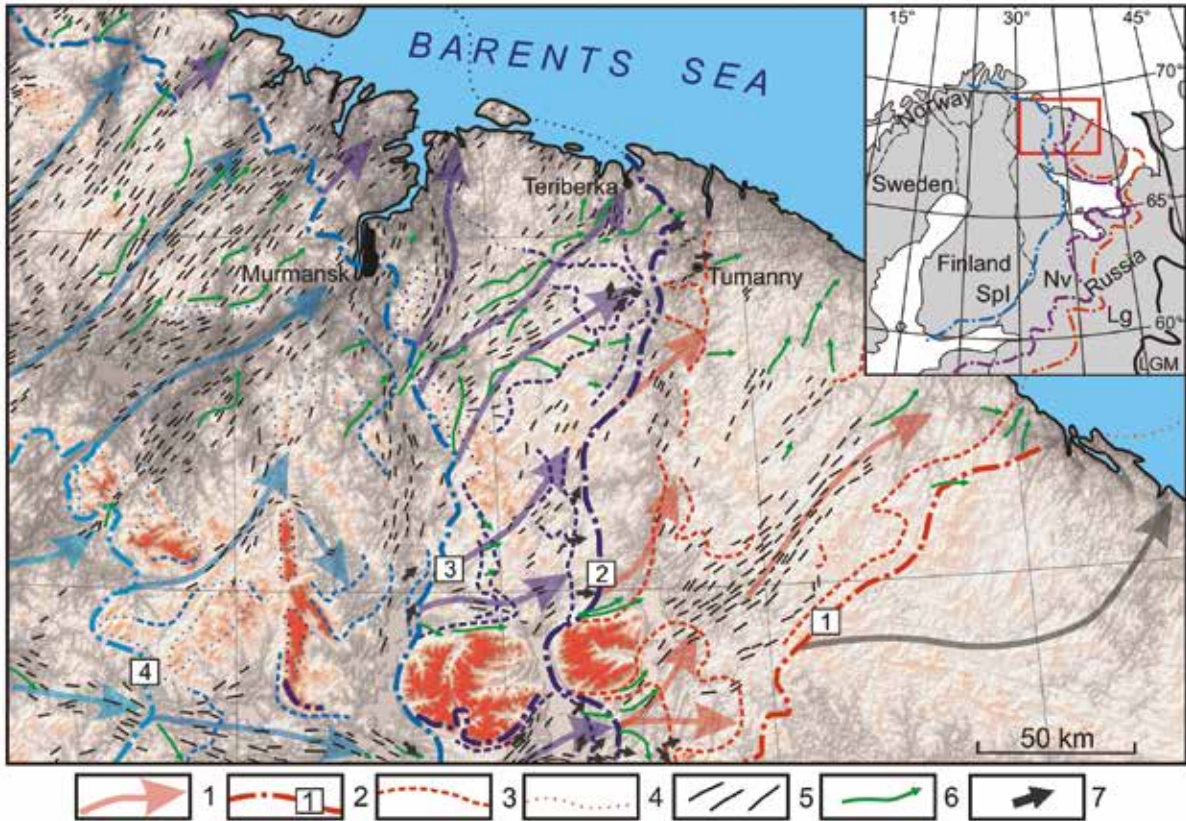 BARENTS SEA
Teriberka
Murmansk
Tumanny
3
2
1
4
50 km
15°
30°
45°
70°
Norway
Sweden
65°
Finland
Nv
Russia
Spl
Lg
60°
LGM
1
1
2
3
4
5
6
7